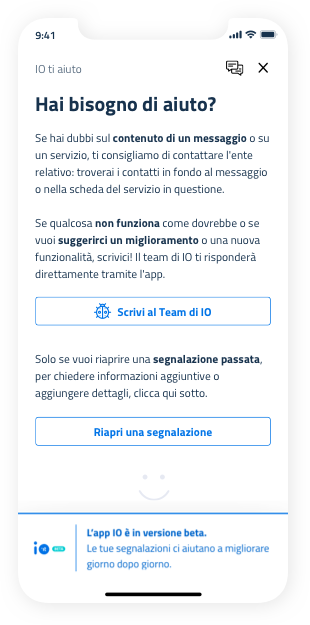 9:41
IO ti aiuto
Hai bisogno di aiuto?
Se hai dubbi sul contenuto di un messaggio o su
un servizio, ti consigliamo di contattare l'ente
relativo: troverai i contatti in fondo al messaggio
o nella scheda del servizio in questione.
Se qualcosa non funziona come dovrebbe o se
vuoi suggerirci un miglioramento o una nuova
funzionalità, scrivici! Il team di IO ti risponderà
direttamente tramite l'app.
Scrivi al Team di IO
Solo se vuoi riaprire una segnalazione passata,
per chiedere informazioni aggiuntive o
aggiungere dettagli, clicca qui sotto.
Riapri una segnalazione
io BETA
L'app IO è in versione beta.
Le tue segnalazioni ci aiutano a migliorare
giorno dopo giorno.